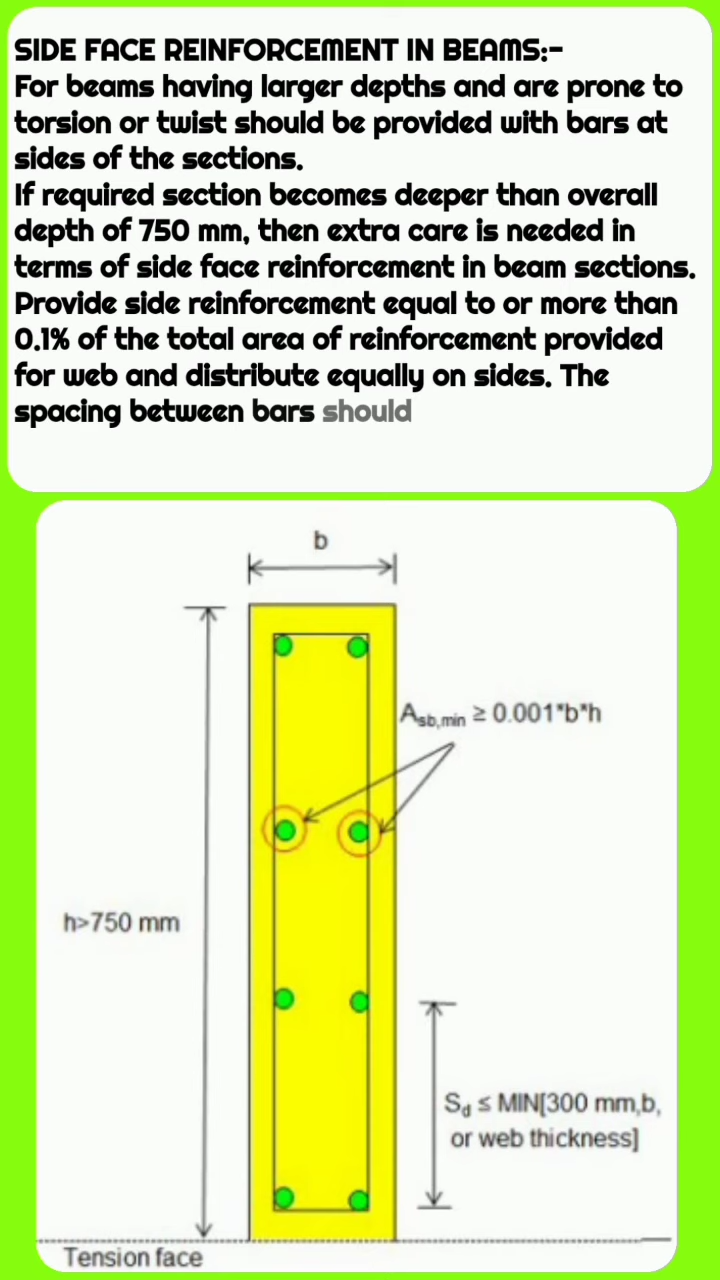 SIDE FACE REINFORCEMENT IN BEAMS:-
For beams having larger depths and are prone to
torsion or twist should be provided with bars at
sides of the sections.
If required section becomes deeper than overall
depth of 750 mm, then extra care is needed in
terms of side face reinforcement in beam sections.
Provide side reinforcement equal to or more than
0.1% of the total area of reinforcement provided
for web and distribute equally on sides. The
spacing between bars should
b
Asb,min ≥ 0.001*b*h
h>750 mm
Sd ≤ MIN[300 mm,b,
or web thickness]
Tension face